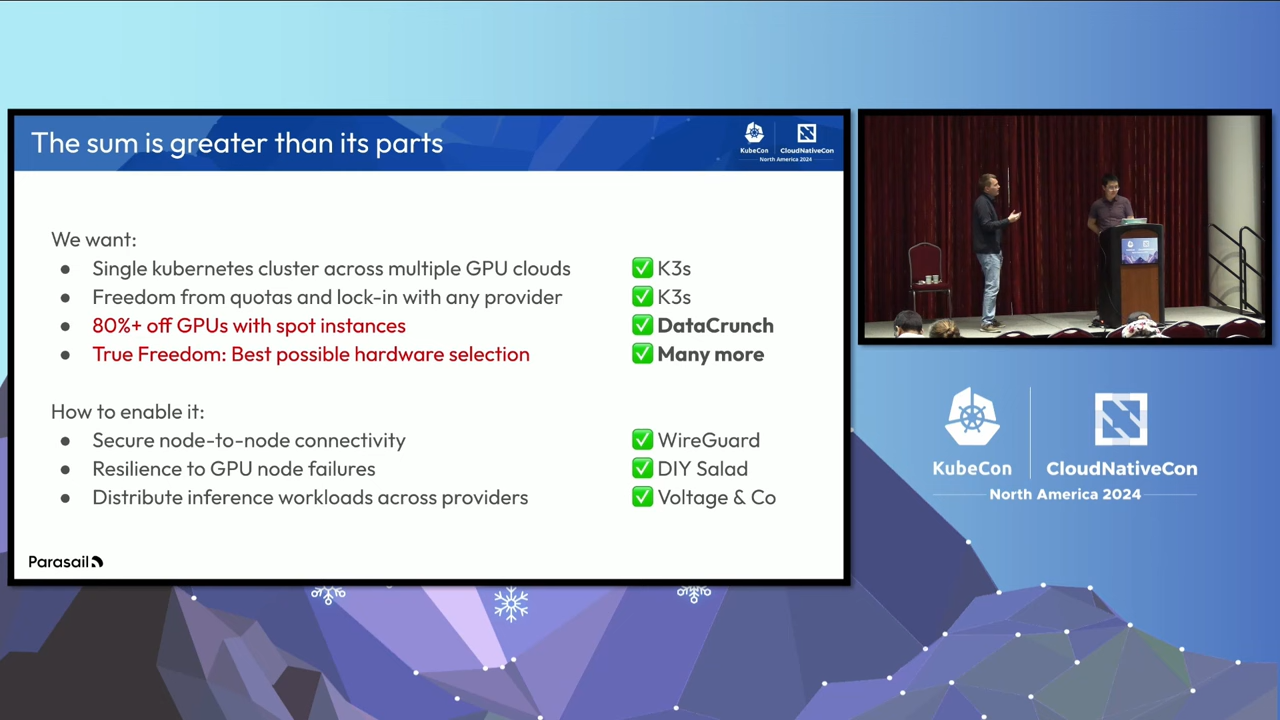 The sum is greater than its parts
KubeCon
CloudNativeCon
North America 2024
We want:
● Single kubernetes cluster across multiple GPU clouds ✅ K3s
● Freedom from quotas and lock-in with any provider ✅ K3s
● 80%+ off GPUs with spot instances ✅ DataCrunch
● True Freedom: Best possible hardware selection ✅ Many more
How to enable it:
● Secure node-to-node connectivity ✅ WireGuard
● Resilience to GPU node failures ✅ DIY Salad
● Distribute inference workloads across providers ✅ Voltage & Co
Parasail
KubeCon
CloudNativeCon
North America 2024